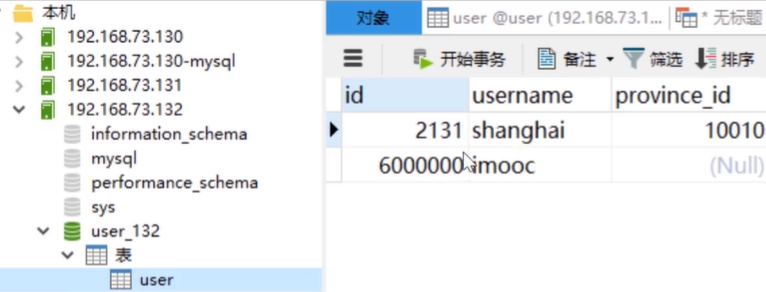 本机
192.168.73.130
192.168.73.130-mysql
192.168.73.131
192.168.73.132
information_schema
mysql
performance_schema
sys
user_132
表
user
对象 user @user (192.168.73.1... * 无标题
开始事务 备注 筛选 排序
id username province_id
2131 shanghai 10010
6000000 imooc (Null)